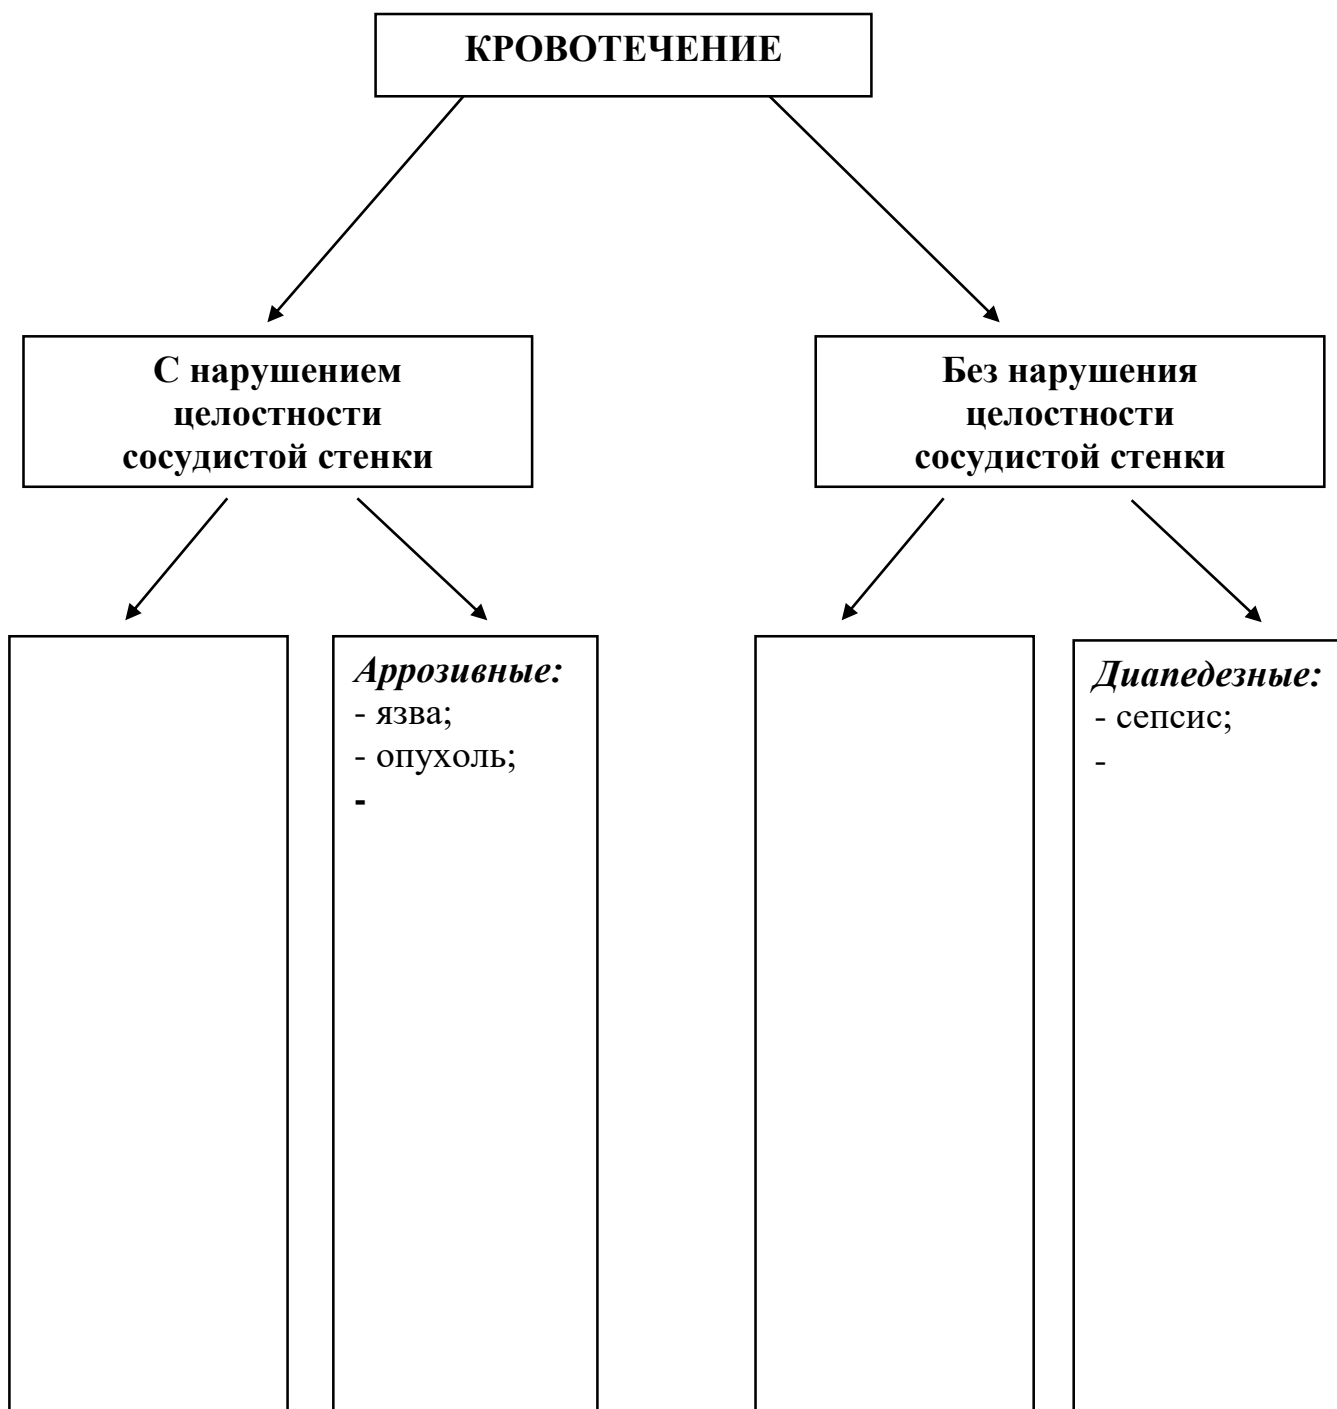 КРОВОТЕЧЕНИЕ
С нарушением
целостности
сосудистой стенки
Без нарушения
целостности
сосудистой стенки
Аррозивные:
- язва;
- опухоль;
-
Диапедезные:
- сепсис;
-